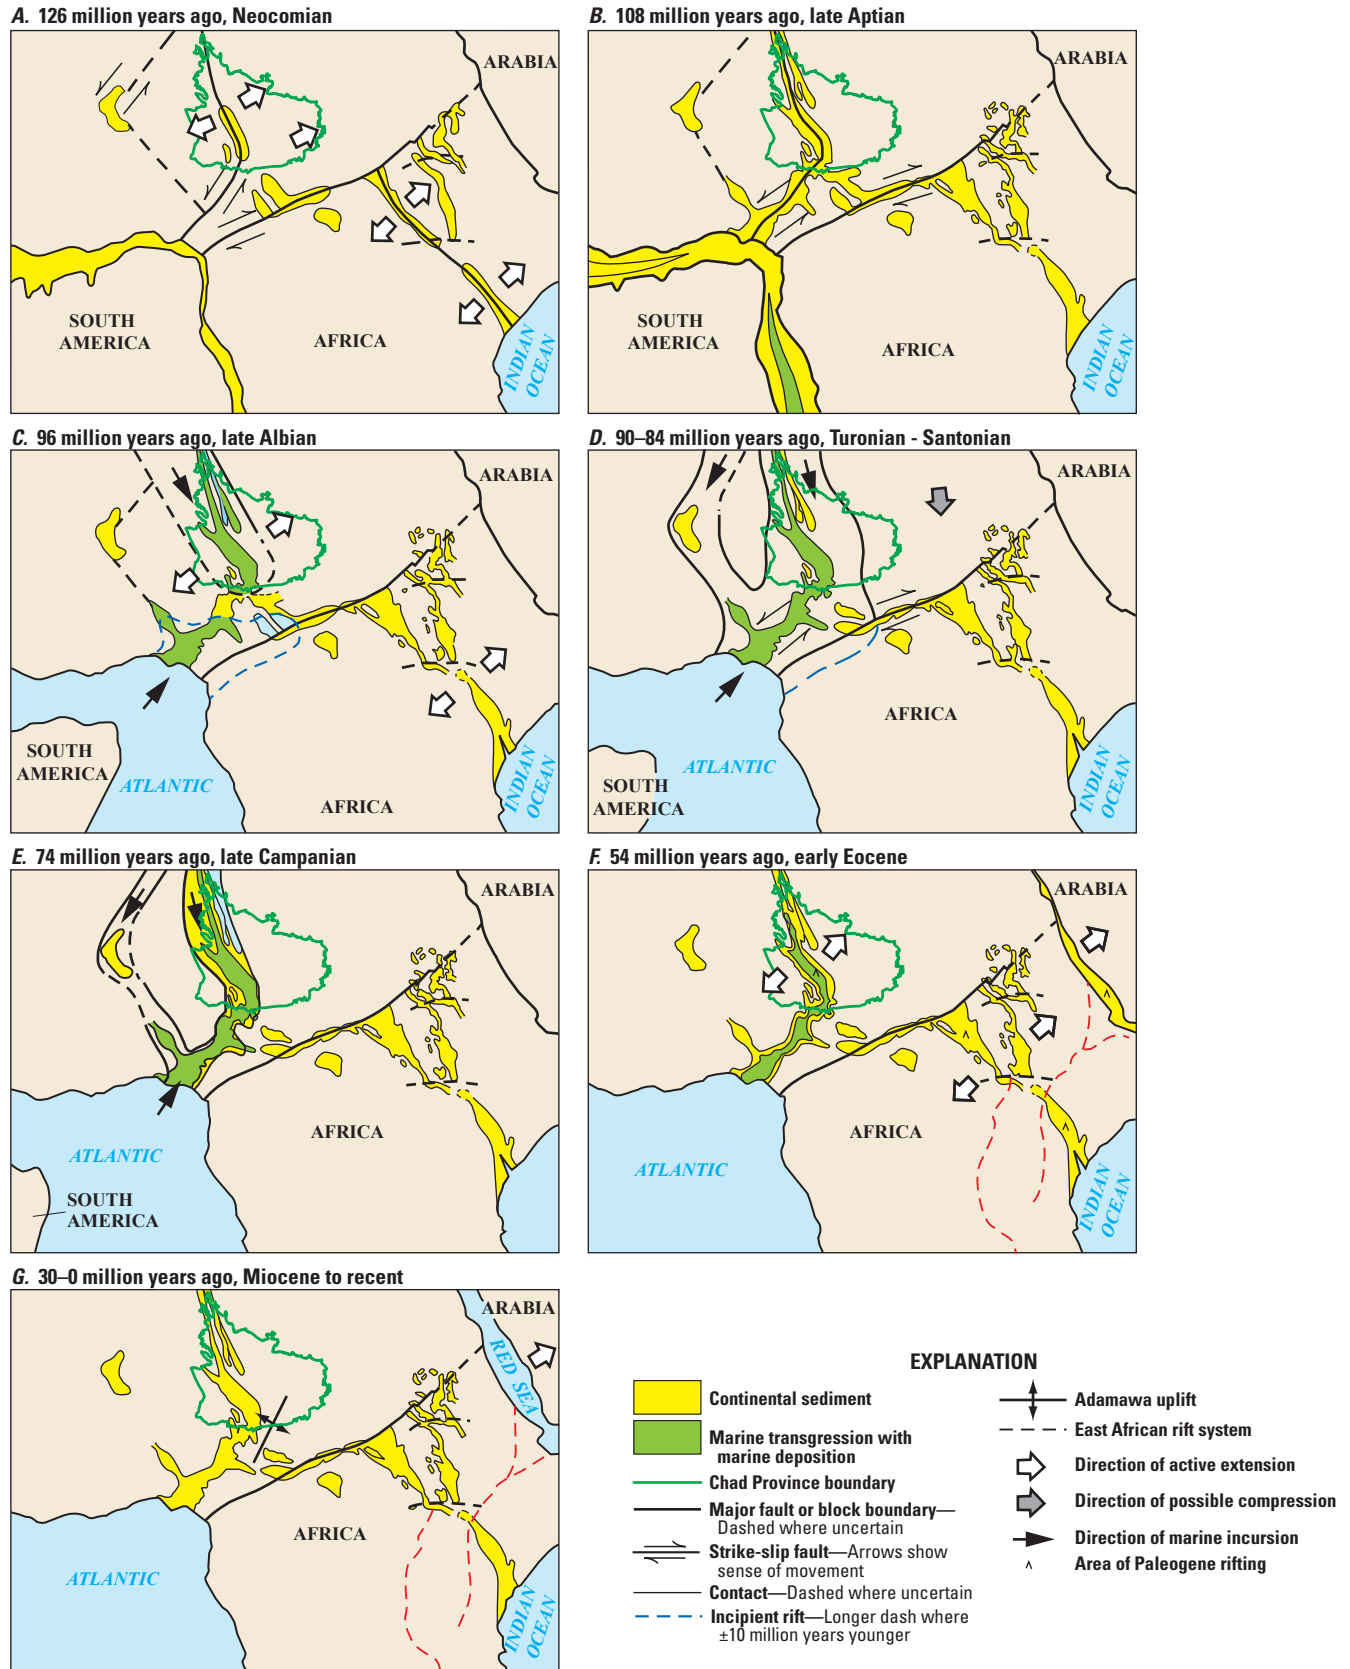 A. 126 million years ago, Neocomian
ARABIA
SOUTH
AMERICA
AFRICA
INDIAN
OCEAN
B. 108 million years ago, late Aptian
ARABIA
SOUTH
AMERICA
AFRICA
INDIAN
OCEAN
C. 96 million years ago, late Albian
ARABIA
SOUTH
AMERICA
ATLANTIC
AFRICA
INDIAN
OCEAN
D. 90–84 million years ago, Turonian - Santonian
ARABIA
AFRICA
ATLANTIC
SOUTH
AMERICA
INDIAN
OCEAN
E. 74 million years ago, late Campanian
ARABIA
AFRICA
ATLANTIC
SOUTH
AMERICA
F. 54 million years ago, early Eocene
ARABIA
AFRICA
ATLANTIC
INDIAN
OCEAN
G. 30–0 million years ago, Miocene to recent
ARABIA
RED SEA
AFRICA
ATLANTIC
INDIAN
OCEAN
EXPLANATION
Continental sediment
Marine transgression with
marine deposition
Chad Province boundary
Major fault or block boundary—
Dashed where uncertain
Strike-slip fault—Arrows show
sense of movement
Contact—Dashed where uncertain
Incipient rift—Longer dash where
±10 million years younger
Adamawa uplift
East African rift system
Direction of active extension
Direction of possible compression
Direction of marine incursion
Area of Paleogene rifting